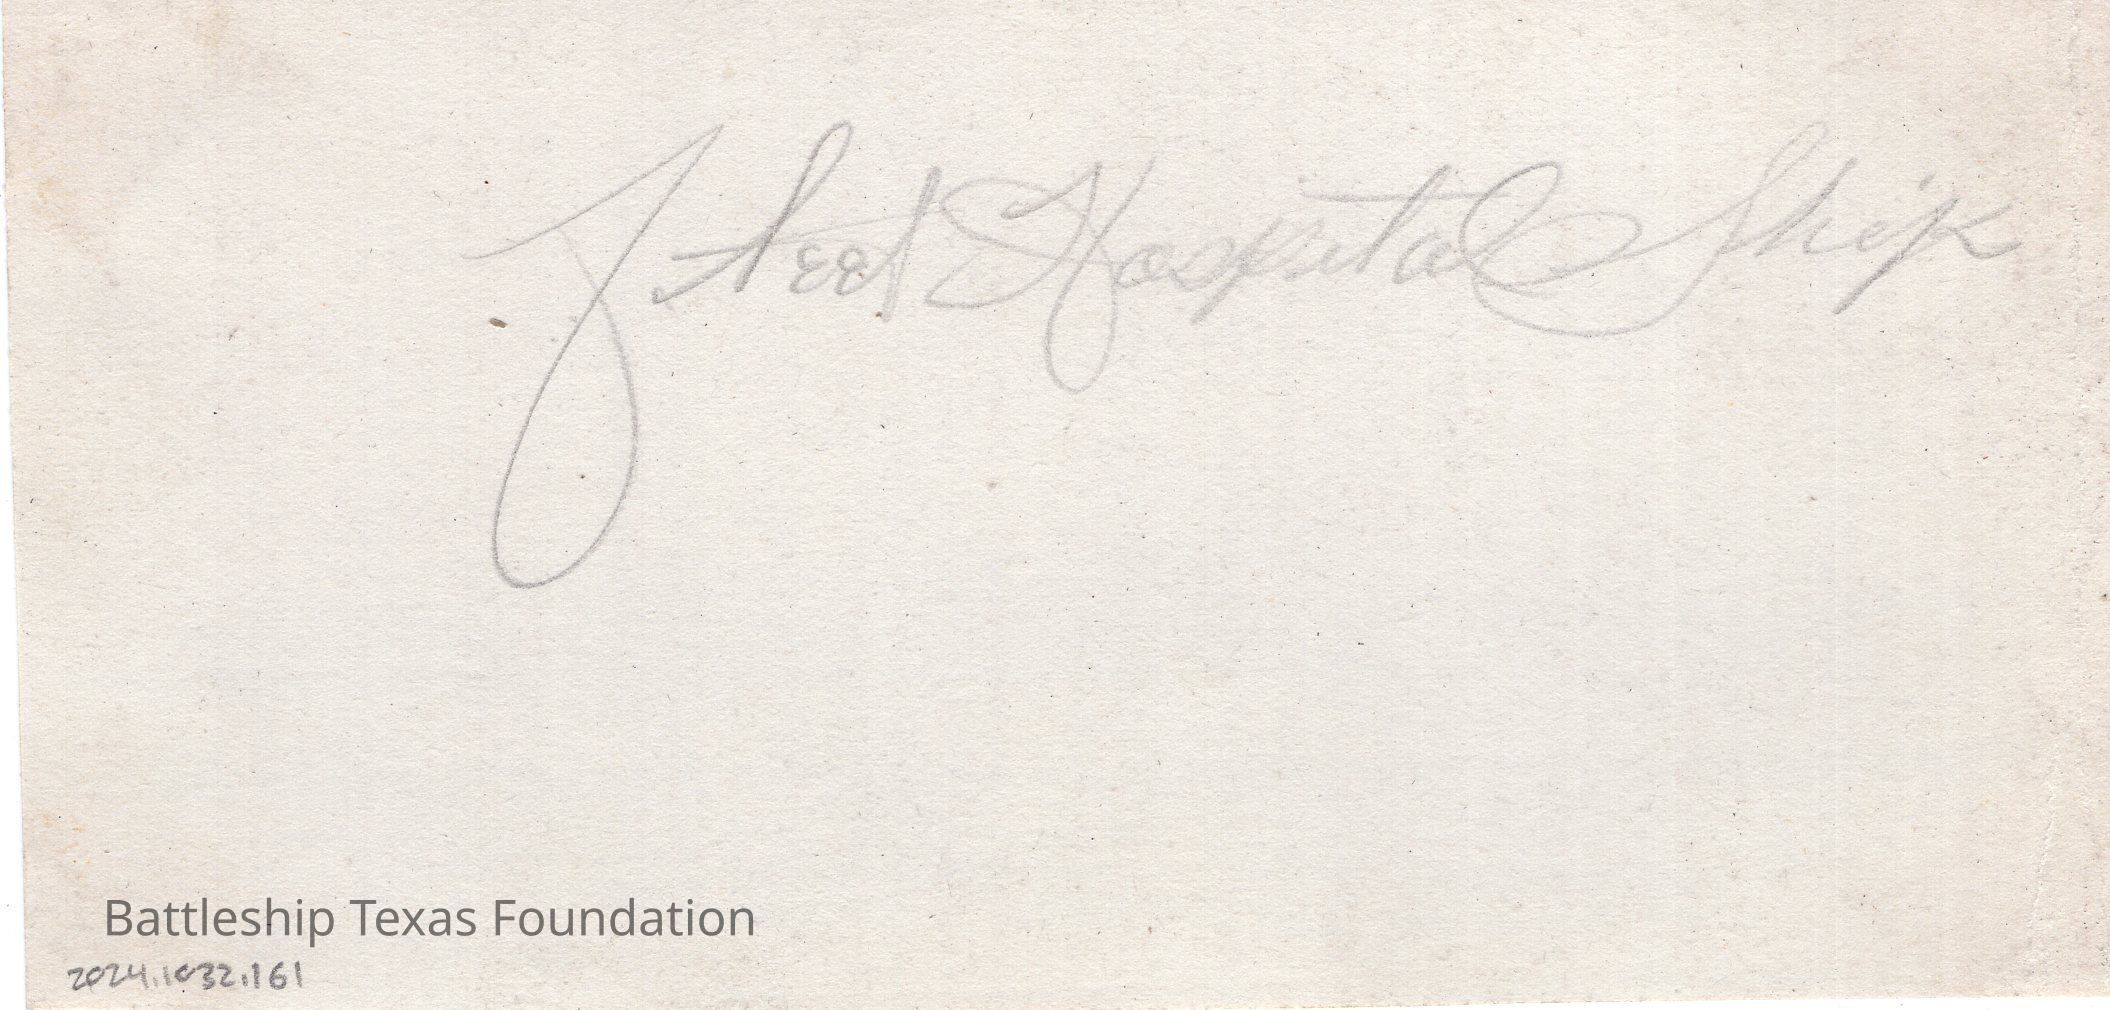 Fleet Hospital Ship
Battleship Texas Foundation
2024.1032.161